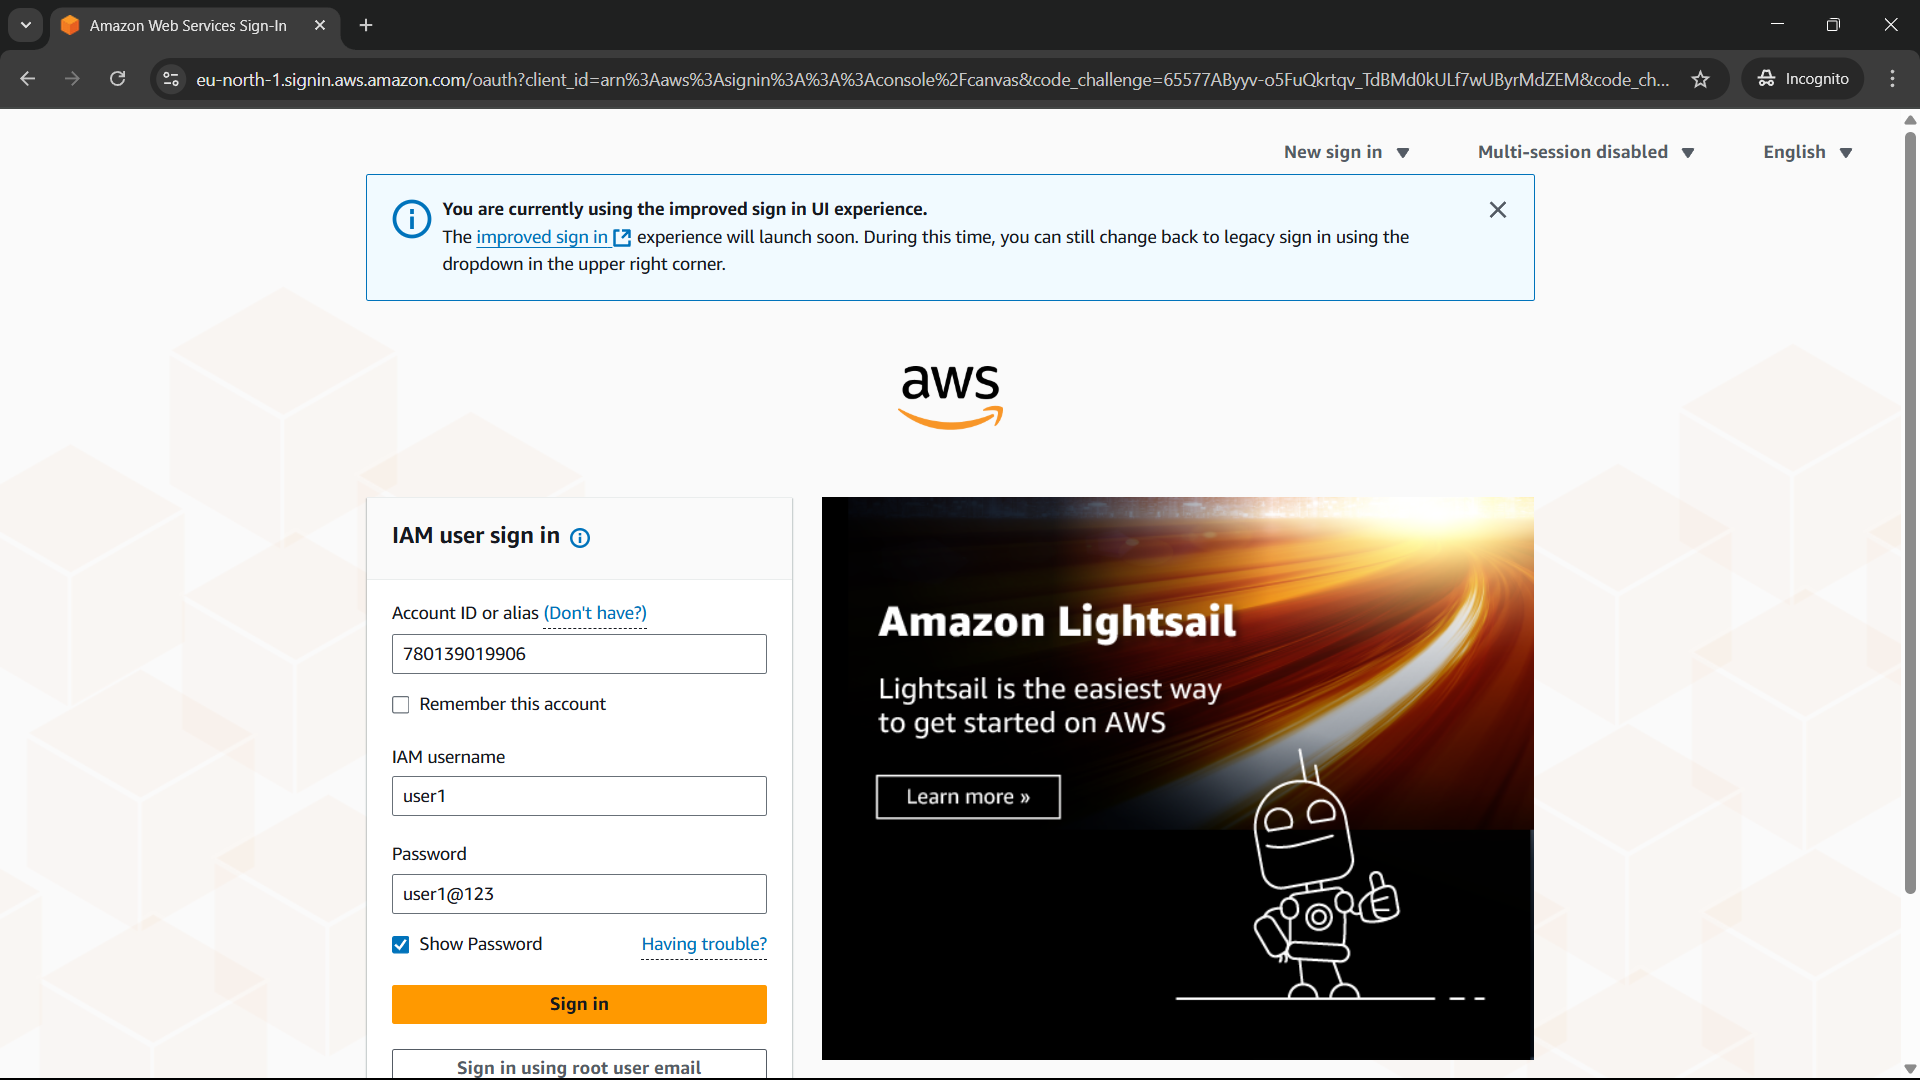 Amazon Web Services Sign-In
eu-north-1.signin.aws.amazon.com/oauth?client_id=arn%3Aaws%3Asignin%3A%3A%3Aconsole%2Fcanvas&code_challenge=65577AByyv-o5FuQkrtqv_TdBMd0kULf7wUByrMdZEM&code_ch...
Incognito
New sign in
Multi-session disabled
English
You are currently using the improved sign in UI experience.
The improved sign in experience will launch soon. During this time, you can still change back to legacy sign in using the
dropdown in the upper right corner.
aws
IAM user sign in
Account ID or alias (Don't have?)
780139019906
Remember this account
IAM username
user1
Password
user1@123
Show Password
Having trouble?
Sign in
Sign in using root user email
Amazon Lightsail
Lightsail is the easiest way
to get started on AWS
Learn more »